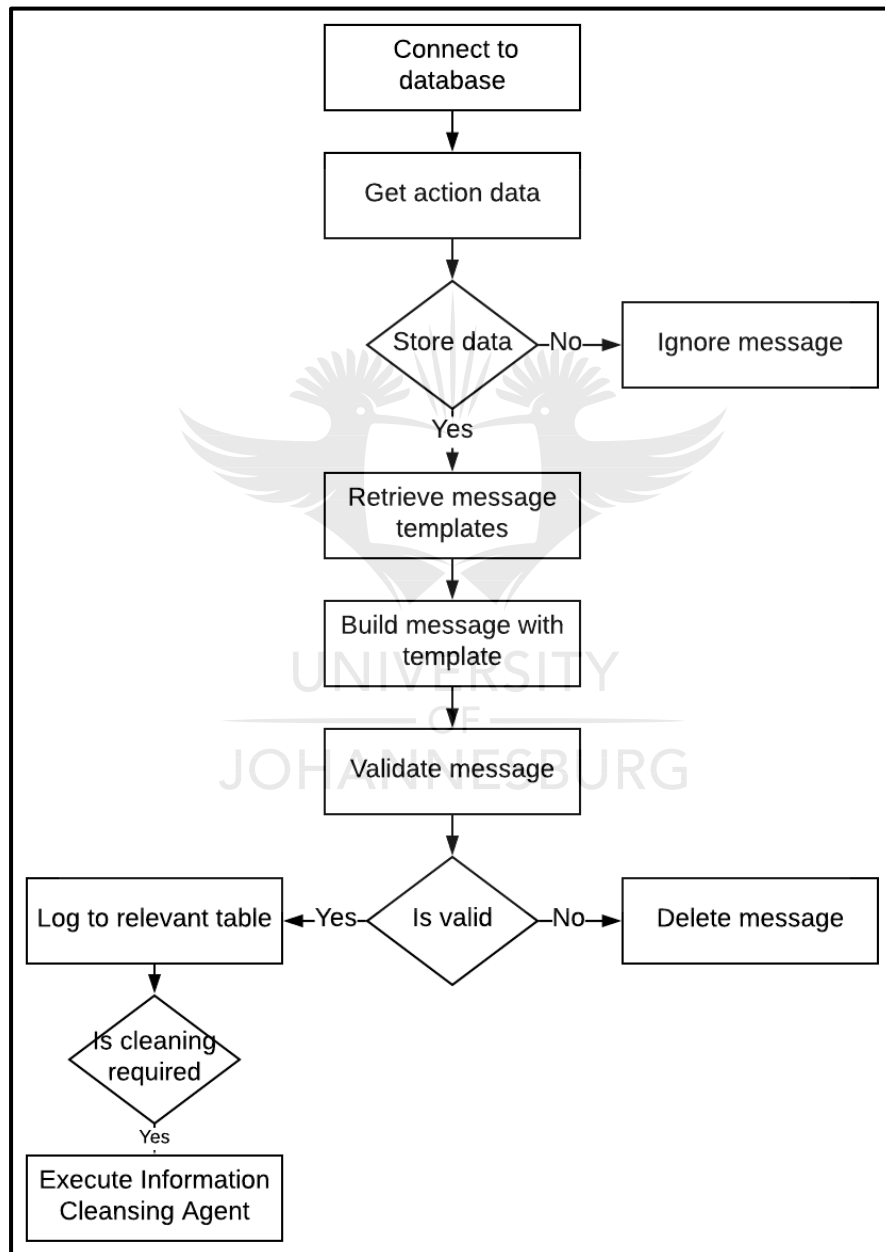 Connect to
database
Get action data
Store data
No
Ignore message
Yes
Retrieve message
templates
Build message with
template
UNIVERSITY
OF
JOHANNESBURG
Validate message
Log to relevant table
Yes
Is valid
No
Delete message
Is cleaning
required
Yes
Execute Information
Cleansing Agent